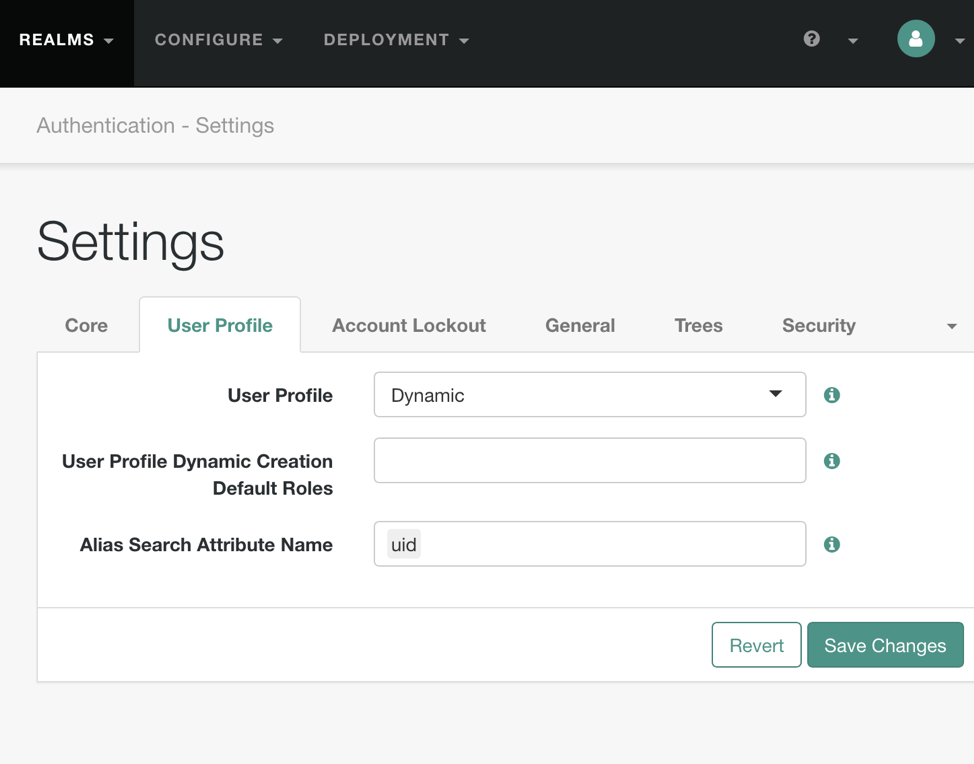 REALMS CONFIGURE DEPLOYMENT
Authentication - Settings
Settings
Core User Profile Account Lockout General Trees Security
User Profile Dynamic
User Profile Dynamic Creation
Default Roles
Alias Search Attribute Name uid
Revert Save Changes